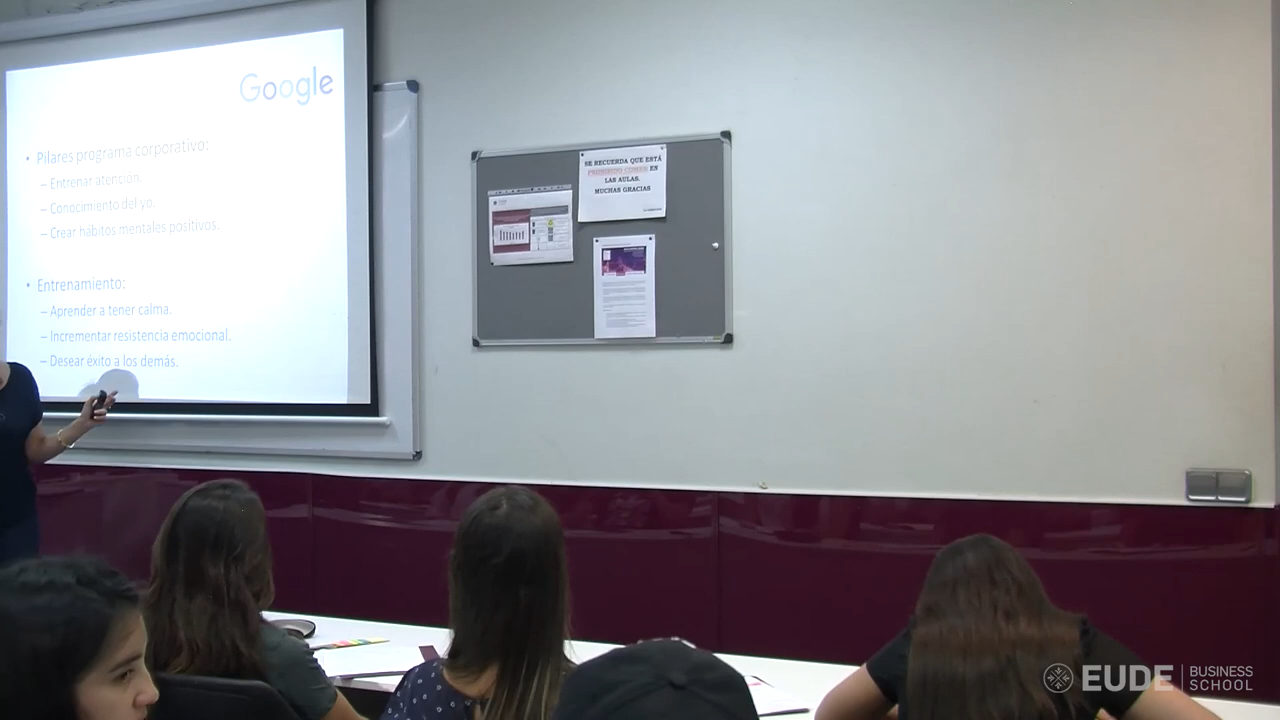 Google
• Pilares programa corporativo:
– Entrenar atención.
– Conocimiento del yo.
– Crear hábitos mentales positivos.
• Entrenamiento:
– Aprender a tener calma.
– Incrementar resistencia emocional.
– Desear éxito a los demás.
SE RECUERDA QUE ESTÁ
PROHIBIDO COMER EN
LAS AULAS.
MUCHAS GRACIAS
EUDE BUSINESS
SCHOOL